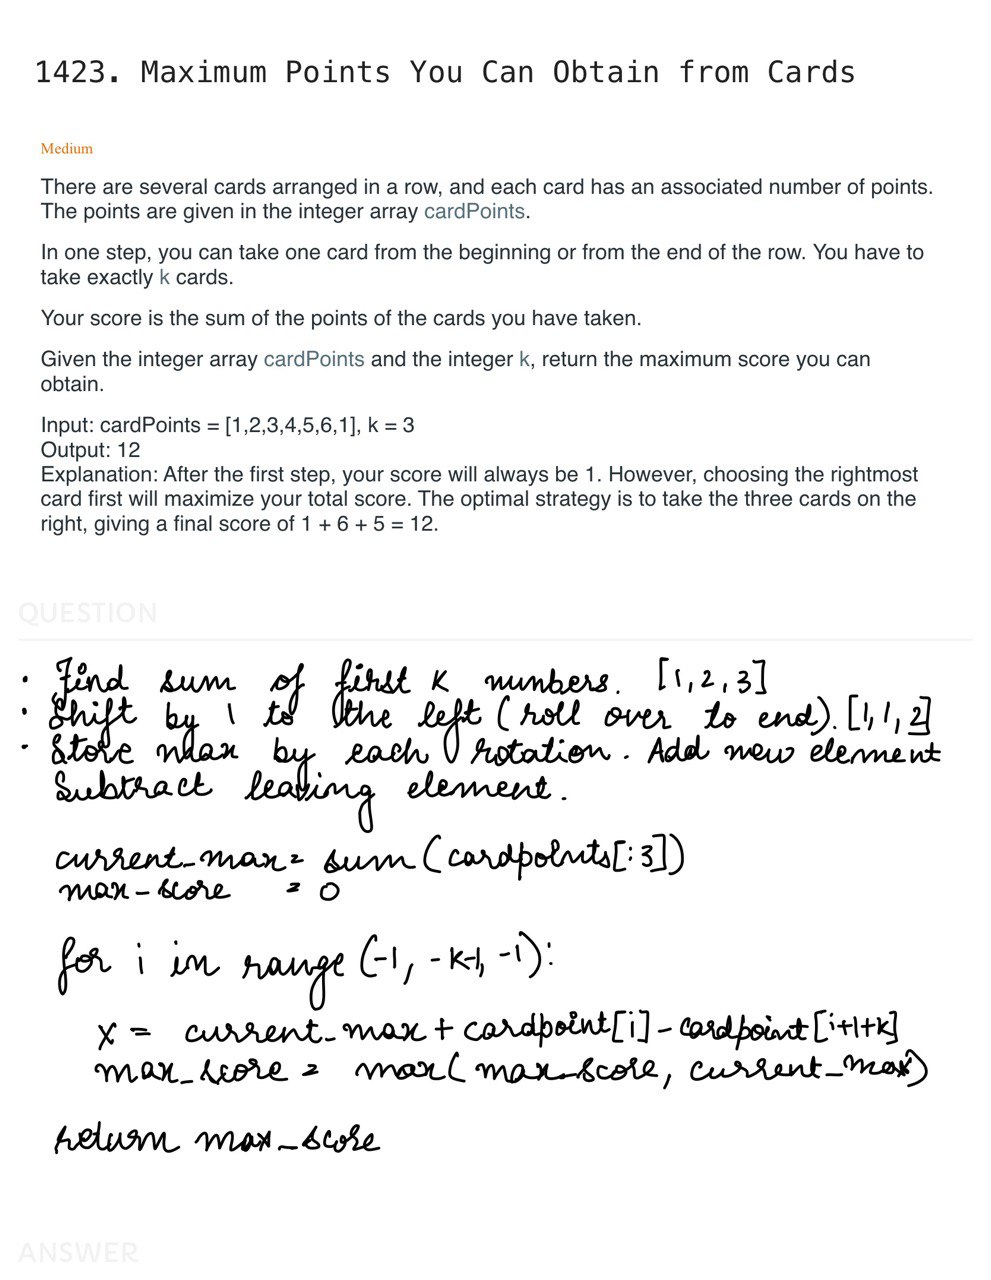 1423. Maximum Points You Can Obtain from Cards
Medium
There are several cards arranged in a row, and each card has an associated number of points.
The points are given in the integer array cardPoints.
In one step, you can take one card from the beginning or from the end of the row. You have to
take exactly k cards.
Your score is the sum of the points of the cards you have taken.
Given the integer array cardPoints and the integer k, return the maximum score you can
obtain.
Input: cardPoints = [1,2,3,4,5,6,1], k = 3
Output: 12
Explanation: After the first step, your score will always be 1. However, choosing the rightmost
card first will maximize your total score. The optimal strategy is to take the three cards on the
right, giving a final score of 1 + 6 + 5 = 12.
QUESTION
· Find sum of first K numbers. [1,2,3]
· Shift by 1 to the left (roll over to end). [1,1,2]
· Store max by each rotation. Add new element
Subtract leaving element.
current_max = sum(cardpoints[:3])
max_score = 0
for i in range (-1, -k-1, -1):
x = current_max + cardpoint[i] - cardpoint[i+1+k]
max_score = max(max_score, current_max)
return max_score
ANSWER